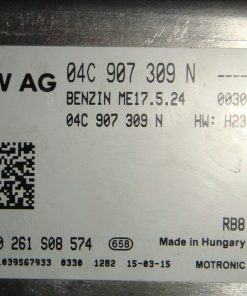 W AG 04C 907 309 N ----
BENZIN ME17.5.24 0030
04C 907 309 N HW: H23
RB8
0 261 S08 574 658 Made in Hungary
1039S67933 0330 1282 15-03-15 MOTRONIC